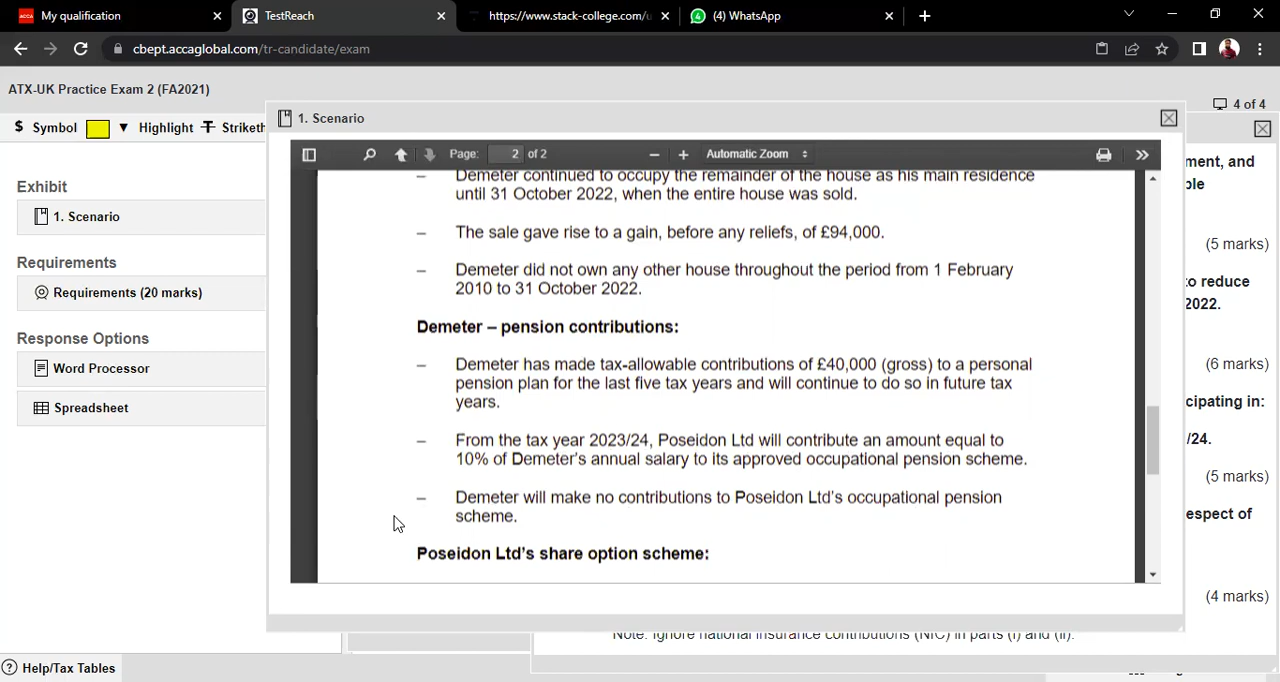 My qualification
TestReach
https://www.stack-college.com/u
(4) WhatsApp
cbept.accaglobal.com/tr-candidate/exam
ATX-UK Practice Exam 2 (FA2021)
4 of 4
$ Symbol
Highlight
Striketh
1. Scenario
Page: 2 of 2
Automatic Zoom
Exhibit
1. Scenario
Requirements
Requirements (20 marks)
Response Options
Word Processor
Spreadsheet
– Demeter continued to occupy the remainder of the house as his main residence
until 31 October 2022, when the entire house was sold.
– The sale gave rise to a gain, before any reliefs, of £94,000.
– Demeter did not own any other house throughout the period from 1 February
2010 to 31 October 2022.
Demeter – pension contributions:
– Demeter has made tax-allowable contributions of £40,000 (gross) to a personal
pension plan for the last five tax years and will continue to do so in future tax
years.
– From the tax year 2023/24, Poseidon Ltd will contribute an amount equal to
10% of Demeter's annual salary to its approved occupational pension scheme.
– Demeter will make no contributions to Poseidon Ltd's occupational pension
scheme.
Poseidon Ltd's share option scheme:
ment, and
ple
(5 marks)
to reduce
2022.
(6 marks)
cipating in:
/24.
(5 marks)
espect of
(4 marks)
Note: Ignore national insurance contributions (NIC) in parts (i) and (ii).
Help/Tax Tables